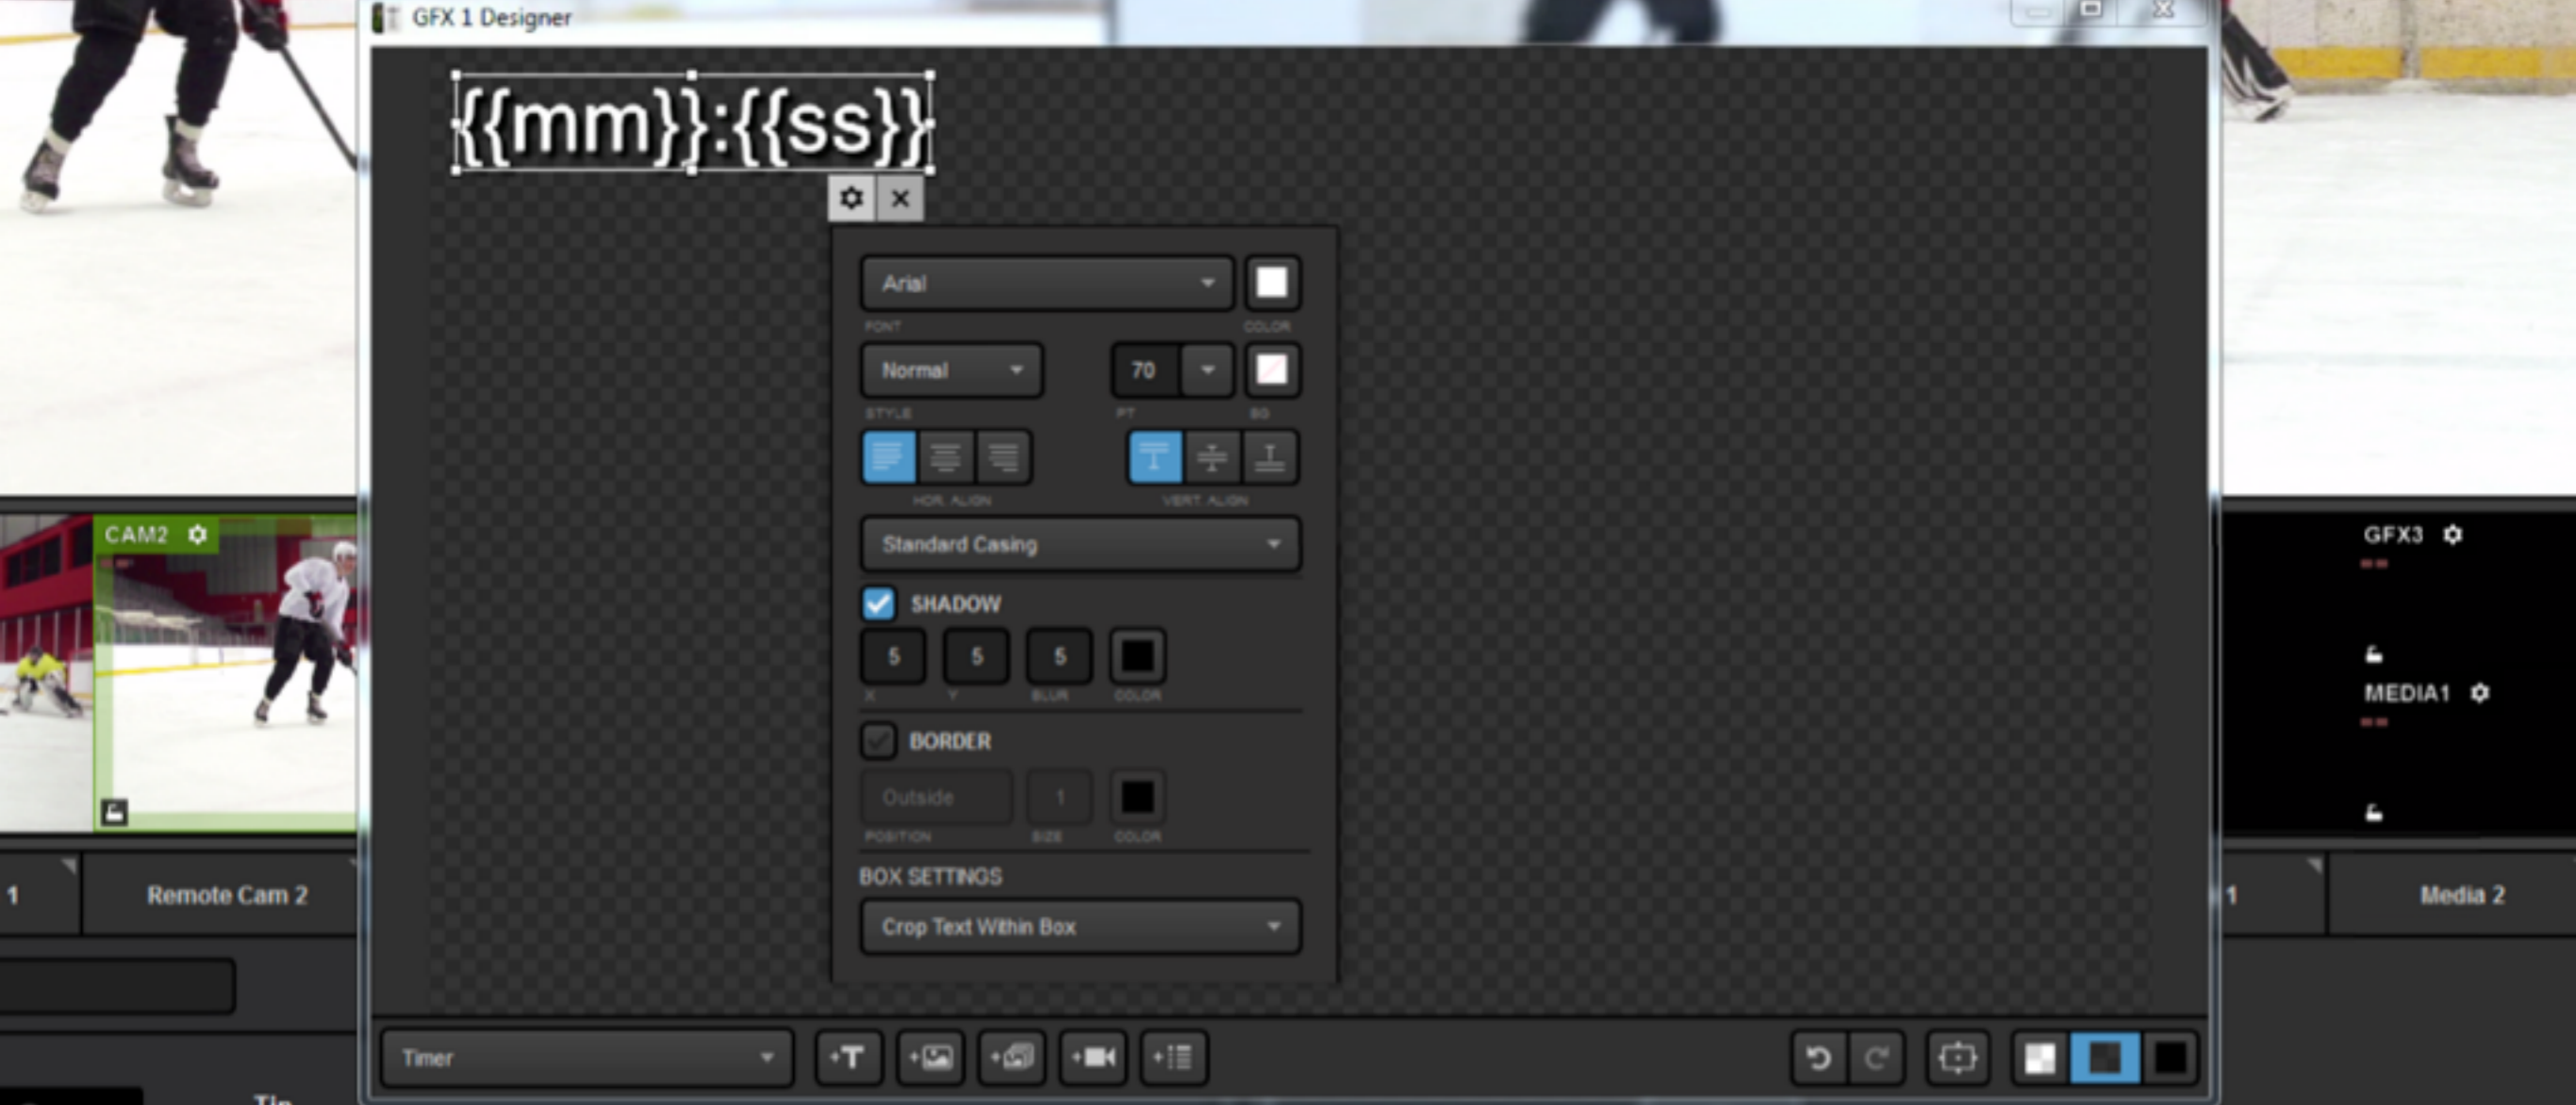 GFX 1 Designer
{{mm}}:{{ss}}
Arial
FONT
COLOR
Normal
70
STYLE
PT
BG
HOR. ALIGN
VERT. ALIGN
Standard Casing
SHADOW
5
5
5
X
Y
BLUR
COLOR
BORDER
Outside
1
POSITION
SIZE
COLOR
BOX SETTINGS
Crop Text Within Box
Timer
+T
CAM2
1
Remote Cam 2
GFX3
MEDIA1
1
Media 2